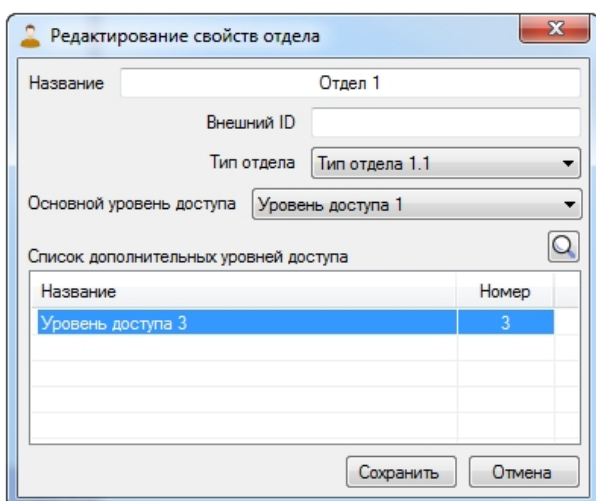 Редактирование свойств отдела
Название Отдел 1
Внешний ID
Тип отдела Тип отдела 1.1
Основной уровень доступа Уровень доступа 1
Список дополнительных уровней доступа
Название Номер
Уровень доступа 3 3
Сохранить Отмена